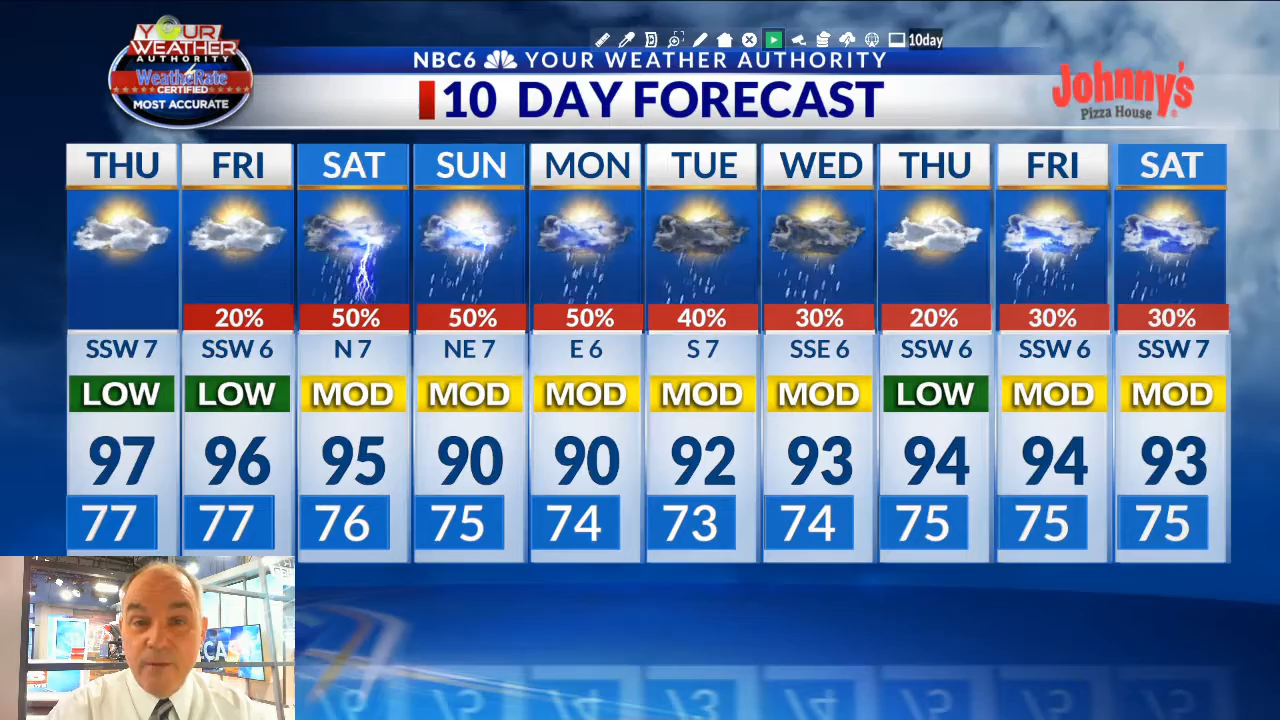 YOUR
WEATHER
AUTHORITY
WeatheRate
CERTIFIED
MOST ACCURATE
10day
NBC6 YOUR WEATHER AUTHORITY
10 DAY FORECAST
Johnny's
Pizza House
THU FRI SAT SUN MON TUE WED THU FRI SAT
20% 50% 50% 50% 40% 30% 20% 30% 30%
SSW 7 SSW 6 N 7 NE 7 E 6 S 7 SSE 6 SSW 6 SSW 6 SSW 7
LOW LOW MOD MOD MOD MOD MOD LOW MOD MOD
97 96 95 90 90 92 93 94 94 93
77 77 76 75 74 73 74 75 75 75